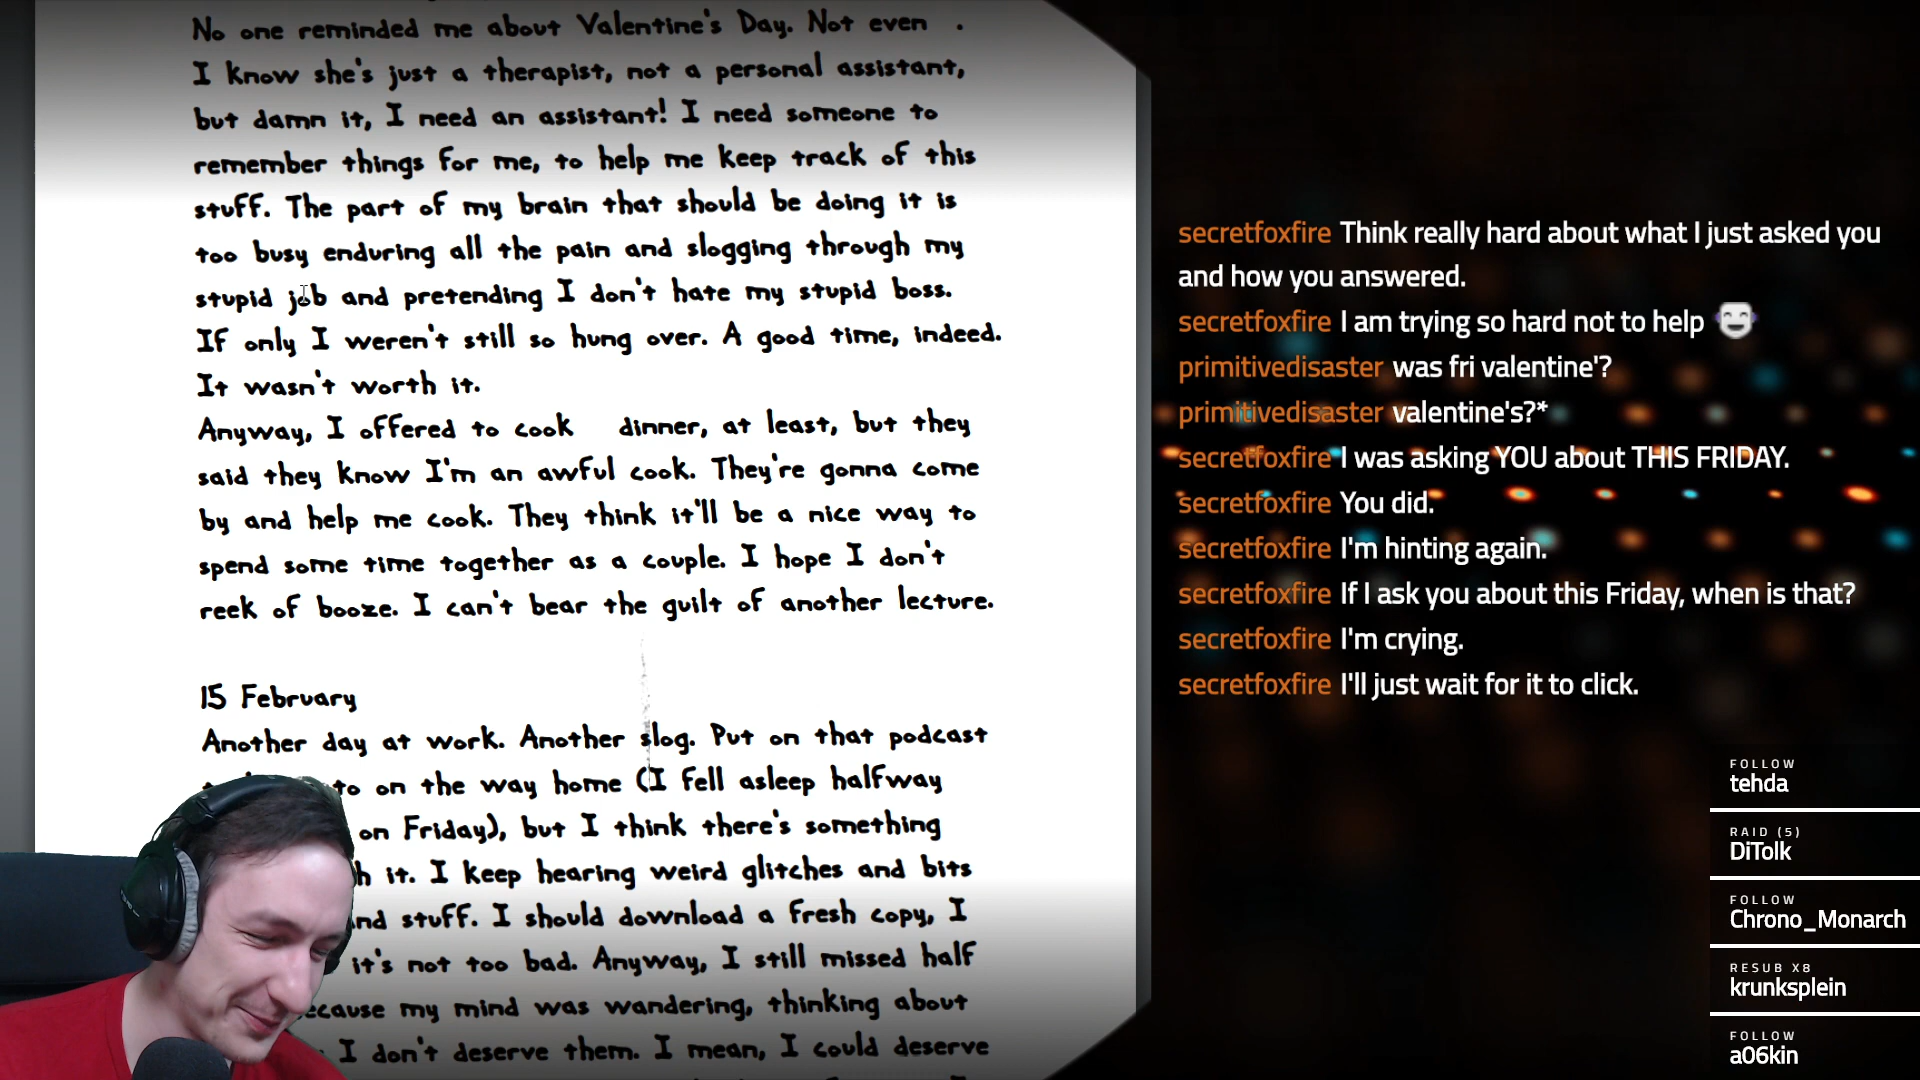 No one reminded me about Valentine's Day. Not even .
I know she's just a therapist, not a personal assistant,
but damn it, I need an assistant! I need someone to
remember things for me, to help me keep track of this
stuff. The part of my brain that should be doing it is
too busy enduring all the pain and slogging through my
stupid job and pretending I don't hate my stupid boss.
If only I weren't still so hung over. A good time, indeed.
It wasn't worth it.
Anyway, I offered to cook dinner, at least, but they
said they know I'm an awful cook. They're gonna come
by and help me cook. They think it'll be a nice way to
spend some time together as a couple. I hope I don't
reek of booze. I can't bear the guilt of another lecture.
15 February
Another day at work. Another slog. Put on that podcast
to on the way home (I fell asleep halfway
on Friday), but I think there's something
it. I keep hearing weird glitches and bits
and stuff. I should download a fresh copy, I
it's not too bad. Anyway, I still missed half
because my mind was wandering, thinking about
I don't deserve them. I mean, I could deserve
secretfoxfire Think really hard about what I just asked you
and how you answered.
secretfoxfire I am trying so hard not to help
primitivedisaster was fri valentine'?
primitivedisaster valentine's?*
secretfoxfire I was asking YOU about THIS FRIDAY.
secretfoxfire You did.
secretfoxfire I'm hinting again.
secretfoxfire If I ask you about this Friday, when is that?
secretfoxfire I'm crying.
secretfoxfire I'll just wait for it to click.
FOLLOW
tehda
RAID (5)
DiTolk
FOLLOW
Chrono_Monarch
RESUB X8
krunksplein
FOLLOW
a06kin